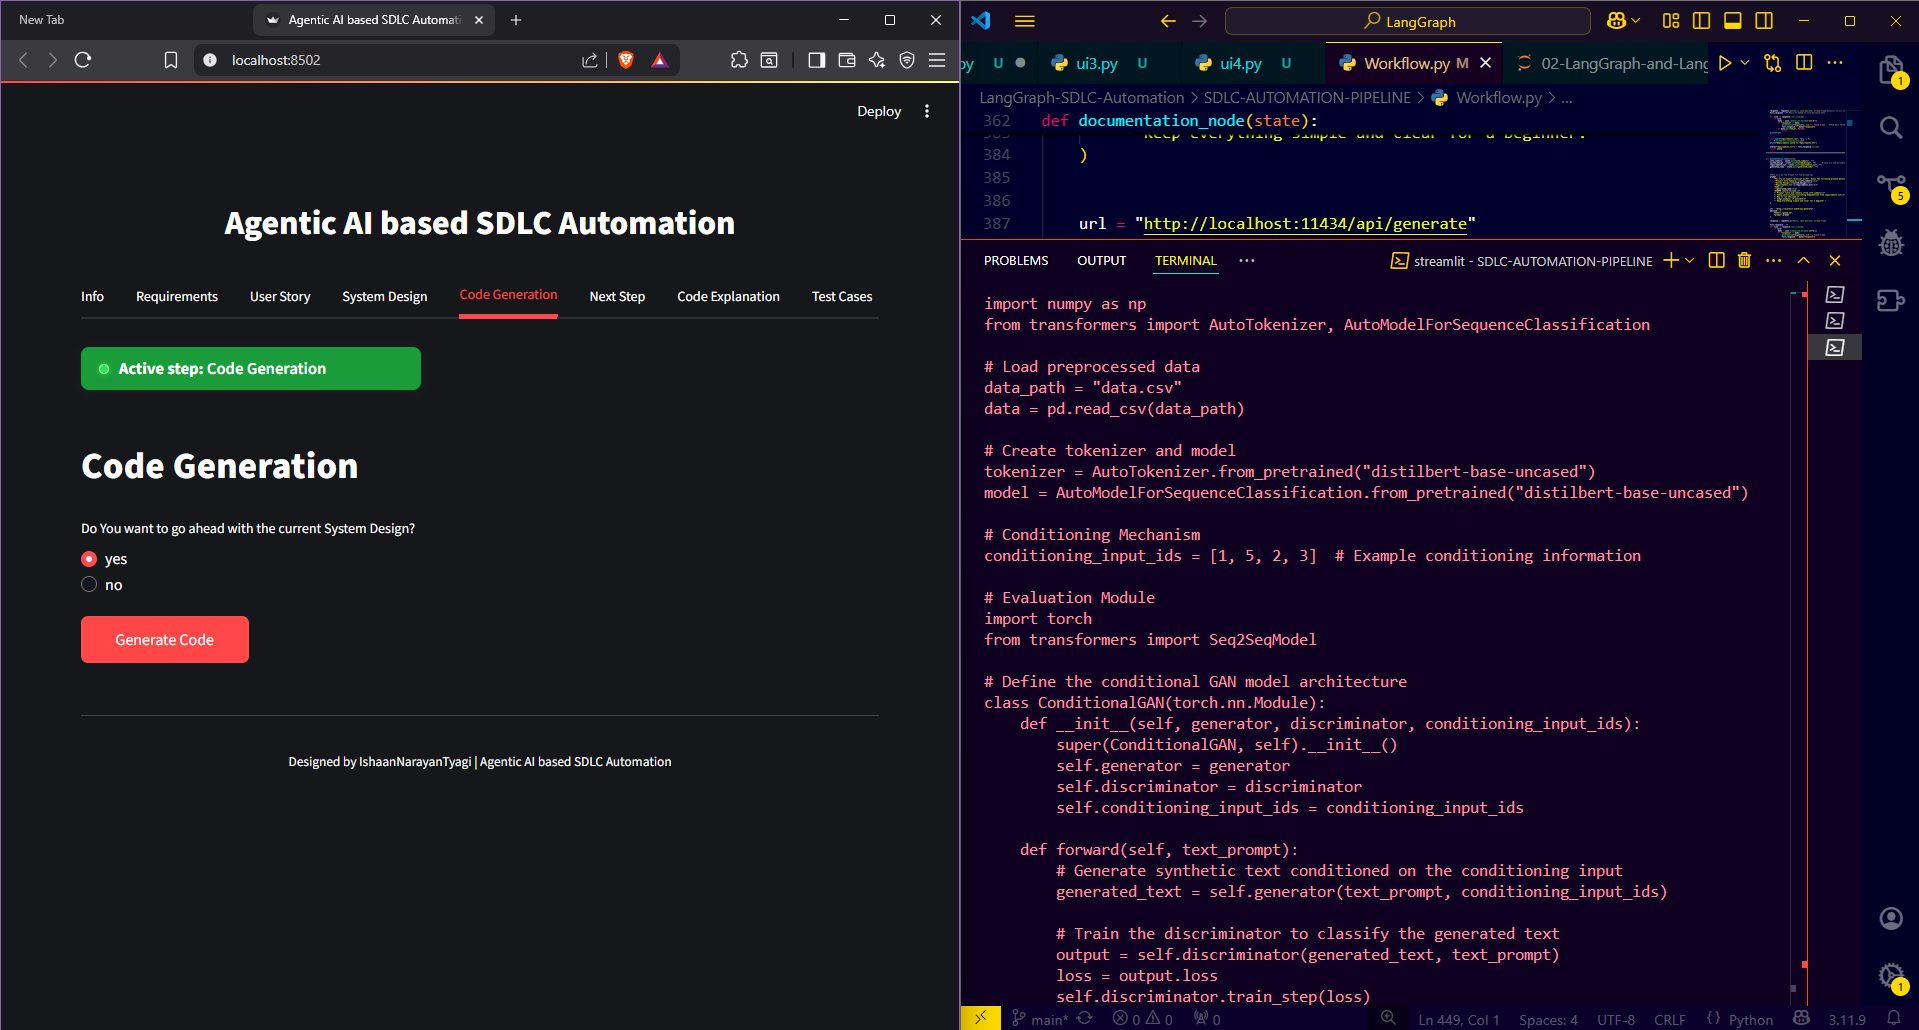 New Tab
Agentic AI based SDLC Automati
localhost:8502
Deploy
Agentic AI based SDLC Automation
Info
Requirements
User Story
System Design
Code Generation
Next Step
Code Explanation
Test Cases
Active step: Code Generation
Code Generation
Do You want to go ahead with the current System Design?
yes
no
Generate Code
Designed by IshaanNarayanTyagi | Agentic AI based SDLC Automation
LangGraph
py U
ui3.py U
ui4.py U
Workflow.py M
02-LangGraph-and-Lang
LangGraph-SDLC-Automation > SDLC-AUTOMATION-PIPELINE > Workflow.py > ...
362 def documentation_node(state):
383 Keep everything simple and clear for a beginner.
384 )
385
386
387 url = "http://localhost:11434/api/generate"
PROBLEMS OUTPUT TERMINAL ...
streamlit - SDLC-AUTOMATION-PIPELINE
import numpy as np
from transformers import AutoTokenizer, AutoModelForSequenceClassification
# Load preprocessed data
data_path = "data.csv"
data = pd.read_csv(data_path)
# Create tokenizer and model
tokenizer = AutoTokenizer.from_pretrained("distilbert-base-uncased")
model = AutoModelForSequenceClassification.from_pretrained("distilbert-base-uncased")
# Conditioning Mechanism
conditioning_input_ids = [1, 5, 2, 3]  # Example conditioning information
# Evaluation Module
import torch
from transformers import Seq2SeqModel
# Define the conditional GAN model architecture
class ConditionalGAN(torch.nn.Module):
def __init__(self, generator, discriminator, conditioning_input_ids):
super(ConditionalGAN, self).__init__()
self.generator = generator
self.discriminator = discriminator
self.conditioning_input_ids = conditioning_input_ids
def forward(self, text_prompt):
# Generate synthetic text conditioned on the conditioning input
generated_text = self.generator(text_prompt, conditioning_input_ids)
# Train the discriminator to classify the generated text
output = self.discriminator(generated_text, text_prompt)
loss = output.loss
self.discriminator.train_step(loss)
1
5
1
main* 0 0 0 Ln 449, Col 1 Spaces: 4 UTF-8 CRLF {} Python 3.11.9